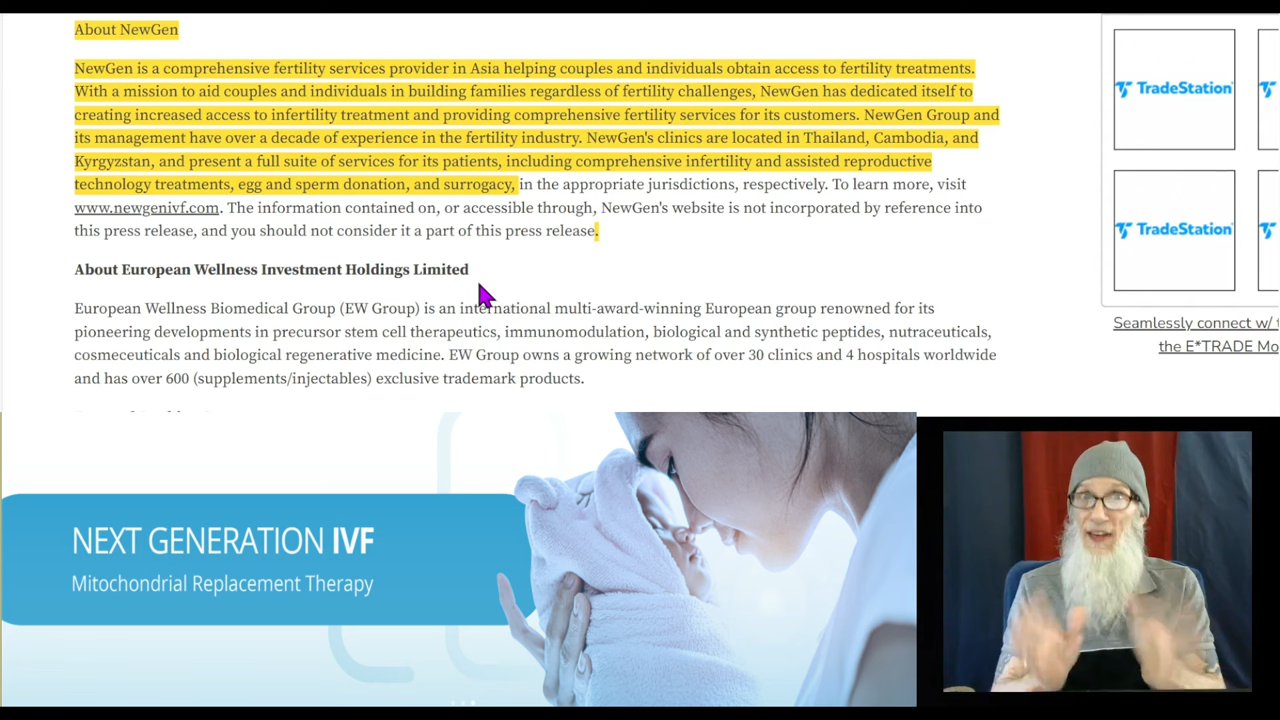 About NewGen
NewGen is a comprehensive fertility services provider in Asia helping couples and individuals obtain access to fertility treatments.
With a mission to aid couples and individuals in building families regardless of fertility challenges, NewGen has dedicated itself to
creating increased access to infertility treatment and providing comprehensive fertility services for its customers. NewGen Group and
its management have over a decade of experience in the fertility industry. NewGen's clinics are located in Thailand, Cambodia, and
Kyrgyzstan, and present a full suite of services for its patients, including comprehensive infertility and assisted reproductive
technology treatments, egg and sperm donation, and surrogacy, in the appropriate jurisdictions, respectively. To learn more, visit
www.newgenivf.com. The information contained on, or accessible through, NewGen's website is not incorporated by reference into
this press release, and you should not consider it a part of this press release.
About European Wellness Investment Holdings Limited
European Wellness Biomedical Group (EW Group) is an international multi-award-winning European group renowned for its
pioneering developments in precursor stem cell therapeutics, immunomodulation, biological and synthetic peptides, nutraceuticals,
cosmeceuticals and biological regenerative medicine. EW Group owns a growing network of over 30 clinics and 4 hospitals worldwide
and has over 600 (supplements/injectables) exclusive trademark products.
TradeStation
TradeStation
Seamlessly connect w/
the E*TRADE Mo
NEXT GENERATION IVF
Mitochondrial Replacement Therapy